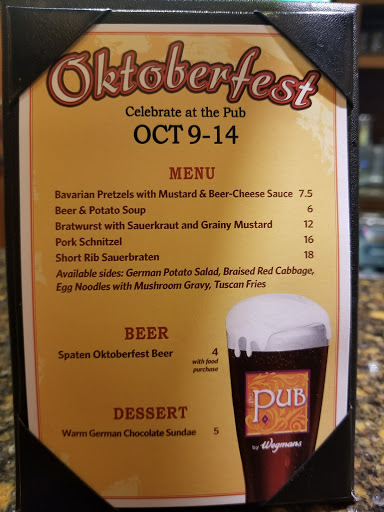 Oktoberfest
Celebrate at the Pub
OCT 9-14
MENU
Bavarian Pretzels with Mustard & Beer-Cheese Sauce 7.5
Beer & Potato Soup 6
Bratwurst with Sauerkraut and Grainy Mustard 12
Pork Schnitzel 16
Short Rib Sauerbraten 18
Available sides: German Potato Salad, Braised Red Cabbage,
Egg Noodles with Mushroom Gravy, Tuscan Fries
BEER
Spaten Oktoberfest Beer 4
with food
purchase
DESSERT
Warm German Chocolate Sundae 5
PUB
by Wegmans